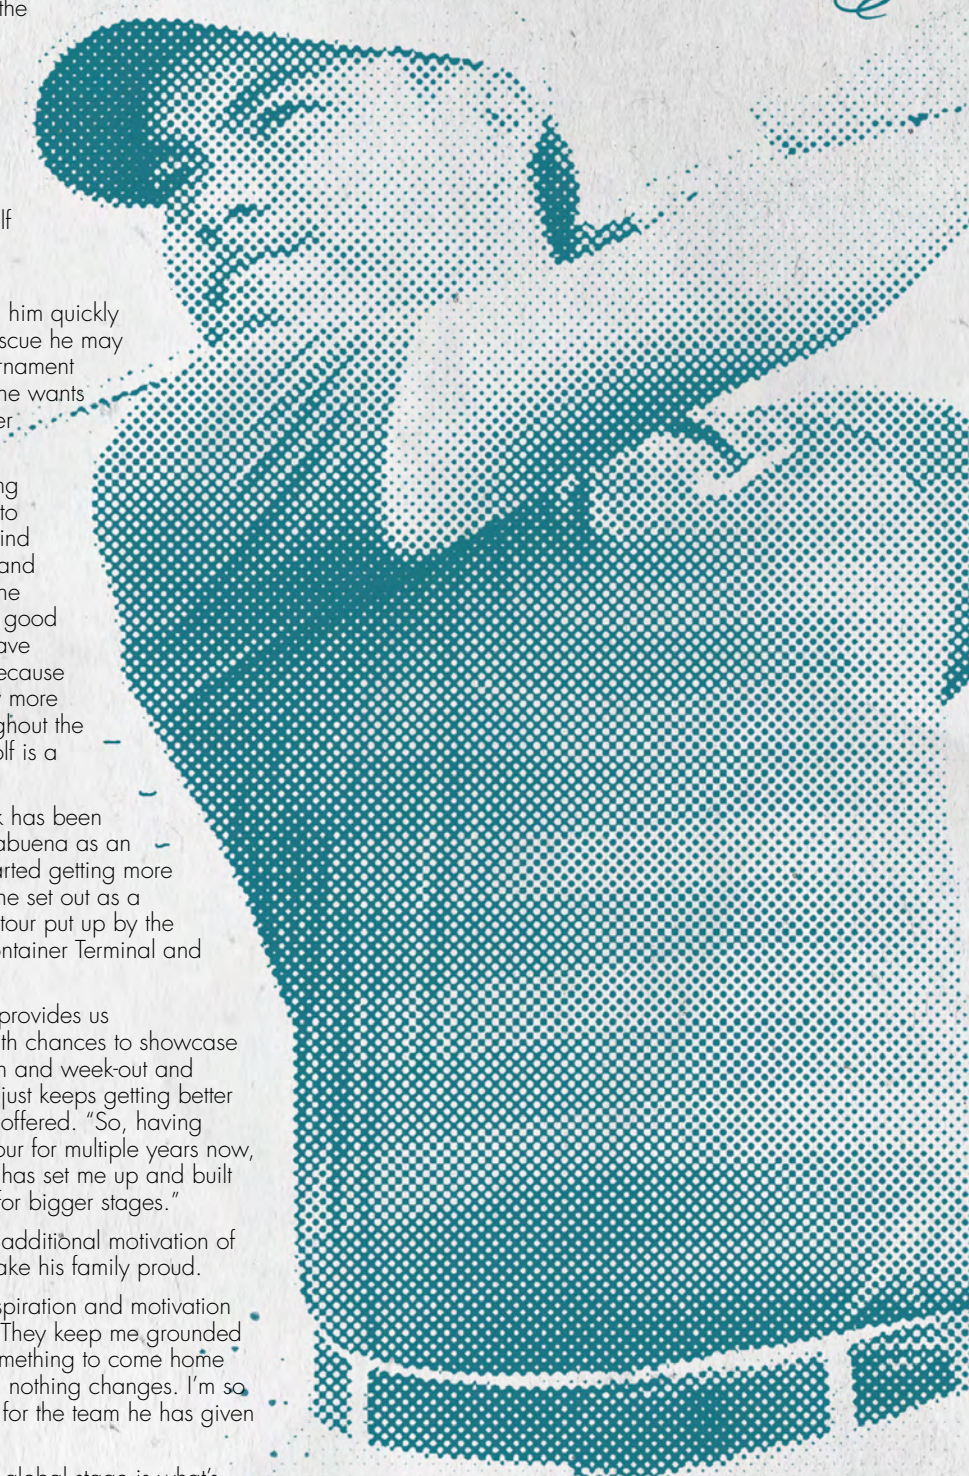 the
him quickly
scue he may
rnament
he wants
er
ng
to
ind
and
he
good
ave
ecause
more
ghout the
olf is a
k has been
abuena as an
arted getting more
he set out as a
tour put up by the
ontainer Terminal and
provides us
th chances to showcase
n and week-out and
just keeps getting better
offered. “So, having
our for multiple years now,
has set me up and built
for bigger stages.”
additional motivation of
ake his family proud.
spiration and motivation
They keep me grounded
mething to come home
nothing changes. I’m so
for the team he has given
global stage is what’s